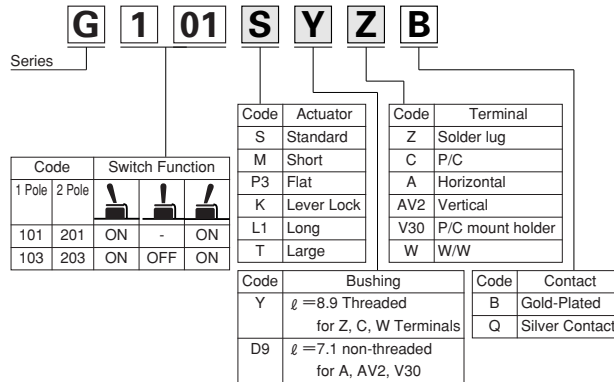 G 1 01 S Y Z B
Series
Code Switch Function
1 Pole 2 Pole
101 201 ON - ON
103 203 ON OFF ON
Code Actuator
S Standard
M Short
P3 Flat
K Lever Lock
L1 Long
T Large
Code Terminal
Z Solder lug
C P/C
A Horizontal
AV2 Vertical
V30 P/C mount holder
W W/W
Code Bushing
Y ℓ=8.9 Threaded
for Z, C, W Terminals
D9 ℓ=7.1 non-threaded
for A, AV2, V30
Code Contact
B Gold-Plated
Q Silver Contact